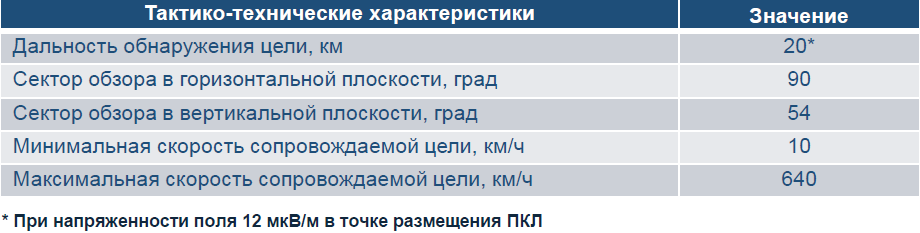 Тактико-технические характеристики Значение
Дальность обнаружения цели, км 20*
Сектор обзора в горизонтальной плоскости, град 90
Сектор обзора в вертикальной плоскости, град 54
Минимальная скорость сопровождаемой цели, км/ч 10
Максимальная скорость сопровождаемой цели, км/ч 640
* При напряженности поля 12 мкВ/м в точке размещения ПКЛ